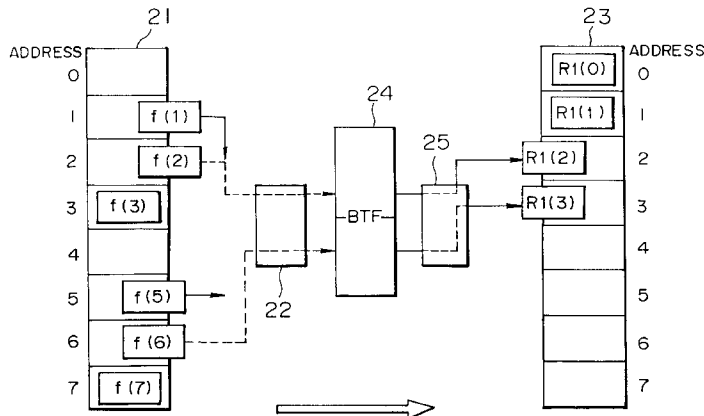 21
ADDRESS
0
1
2
3
4
5
6
7
f(1)
f(2)
f(3)
f(5)
f(6)
f(7)
22
24
BTF
25
23
ADDRESS
R1(0)
R1(1)
R1(2)
R1(3)
0
1
2
3
4
5
6
7